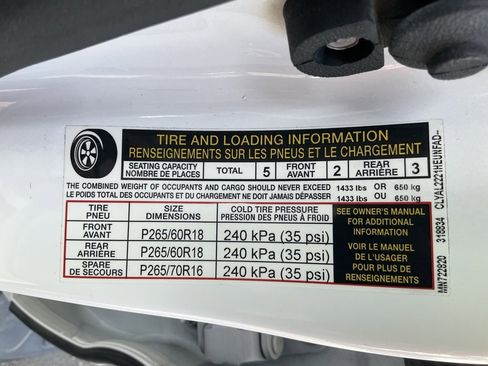 TIRE AND LOADING INFORMATION
RENSEIGNEMENTS SUR LES PNEUS ET LE CHARGEMENT
SEATING CAPACITY
NOMBRE DE PLACES
TOTAL 5
FRONT
AVANT
2
REAR
ARRIÈRE
3
THE COMBINED WEIGHT OF OCCUPANTS AND CARGO SHOULD NEVER EXCEED 1433 lbs OR 650 kg
LE POIDS TOTAL DES OCCUPANTS ET DU CHARGEMENT NE DOIT JAMAIS DÉPASSER 1433 lbs OU 650 kg
TIRE
PNEU
SIZE
DIMENSIONS
COLD TIRE PRESSURE
PRESSION DES PNEUS À FROID
FRONT
AVANT
P265/60R18
240 kPa (35 psi)
REAR
ARRIÈRE
P265/60R18
240 kPa (35 psi)
SPARE
DE SECOURS
P265/70R16
240 kPa (35 psi)
SEE OWNER'S MANUAL
FOR ADDITIONAL
INFORMATION
VOIR LE MANUEL
DE L'USAGER
POUR PLUS DE
RENSEIGNEMENTS
MN722820 318834 CLY/AL2221HEUNFAD--